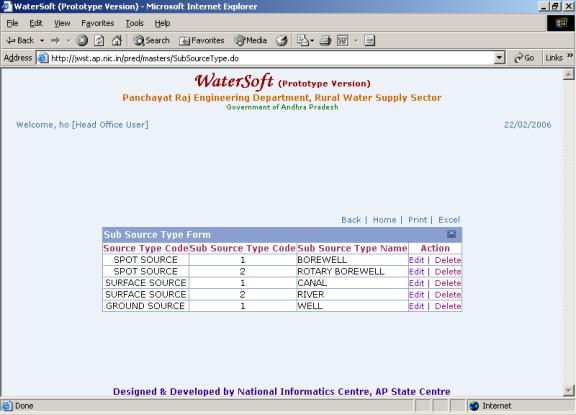 WaterSoft (Prototype Version) - Microsoft Internet Explorer
File Edit View Favorites Tools Help
Back Search Favorites Media
Address http://jwst.ap.nic.in/pred/masters/SubSourceType.do Go Links »
WaterSoft (Prototype Version)
Panchayat Raj Engineering Department, Rural Water Supply Sector
Government of Andhra Pradesh
Welcome, ho [Head Office User] 22/02/2006
Back | Home | Print | Excel
Sub Source Type Form
Source Type Code Sub Source Type Code Sub Source Type Name Action
SPOT SOURCE 1 BOREWELL Edit | Delete
SPOT SOURCE 2 ROTARY BOREWELL Edit | Delete
SURFACE SOURCE 1 CANAL Edit | Delete
SURFACE SOURCE 2 RIVER Edit | Delete
GROUND SOURCE 1 WELL Edit | Delete
Designed & Developed by National Informatics Centre, AP State Centre
Done Internet